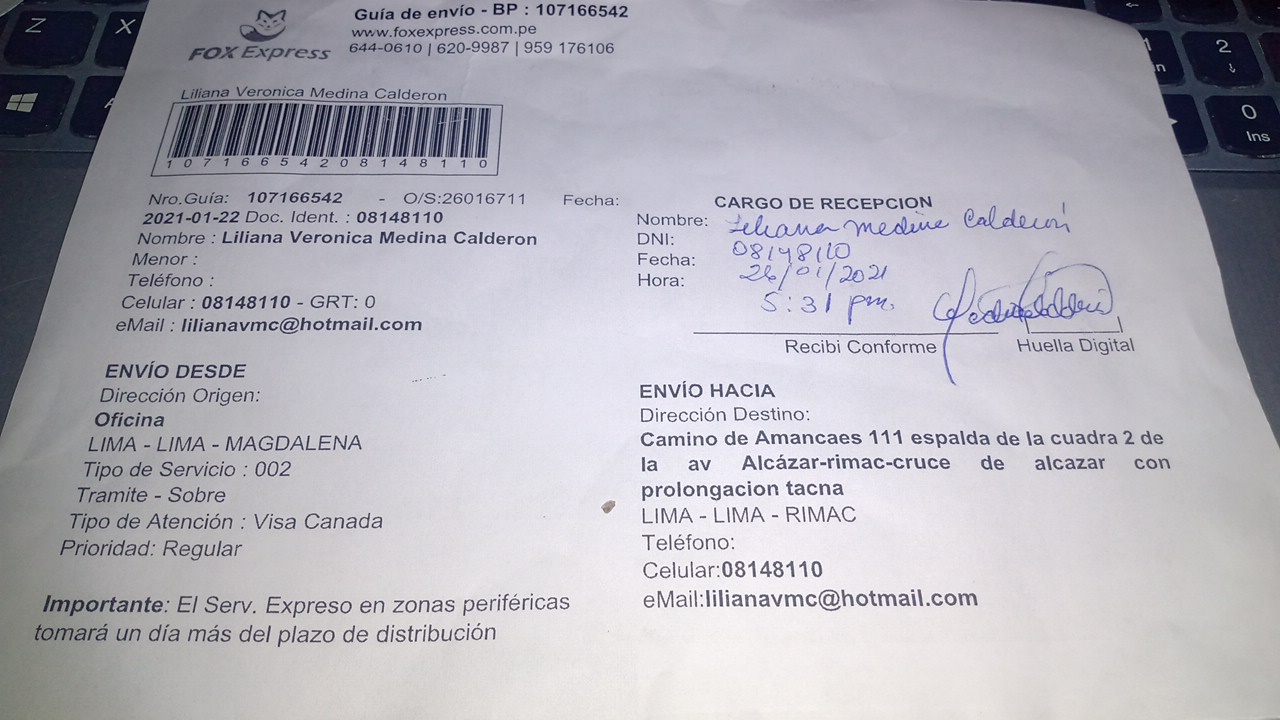 FOX Express
Guía de envío - BP : 107166542
www.foxexpress.com.pe
644-0610 | 620-9987 | 959 176106
Liliana Veronica Medina Calderon
10716654208148110
Nro.Guía: 107166542 - O/S:26016711 Fecha:
2021-01-22 Doc. Ident. : 08148110
Nombre : Liliana Veronica Medina Calderon
Menor :
Teléfono :
Celular : 08148110 - GRT: 0
eMail : lilianavmc@hotmail.com
CARGO DE RECEPCION
Nombre: Liliana Medina Calderón
DNI: 08148110
Fecha: 26/01/2021
Hora: 5:31 pm.
Recibi Conforme Huella Digital
ENVÍO DESDE
Dirección Origen:
Oficina
LIMA - LIMA - MAGDALENA
Tipo de Servicio : 002
Tramite - Sobre
Tipo de Atención : Visa Canada
Prioridad: Regular
ENVÍO HACIA
Dirección Destino:
Camino de Amancaes 111 espalda de la cuadra 2 de
la av Alcázar-rimac-cruce de alcazar con
prolongacion tacna
LIMA - LIMA - RIMAC
Teléfono:
Celular:08148110
eMail:lilianavmc@hotmail.com
Importante: El Serv. Expreso en zonas periféricas
tomará un día más del plazo de distribución
Z
X
1
2
0
Ins